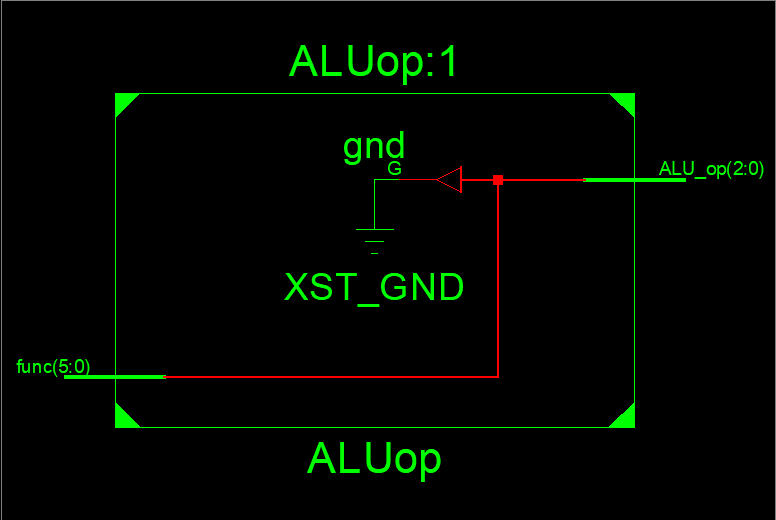 ALUop:1
gnd
G
ALU_op(2:0)
XST_GND
func(5:0)
ALUop